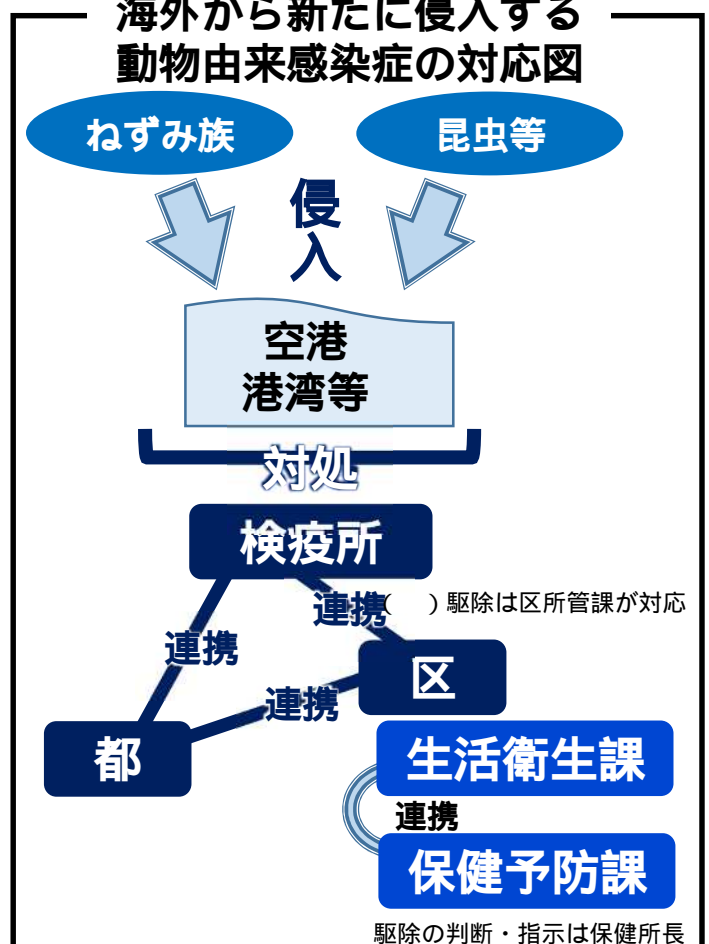 海外から新たに侵入する
動物由来感染症の対応図
ねずみ族
昆虫等
侵
入
空港
港湾等
対処
検疫所
連携
(　)駆除は区所管課が対応
連携
区
連携
都
生活衛生課
連携
保健予防課
駆除の判断・指示は保健所長